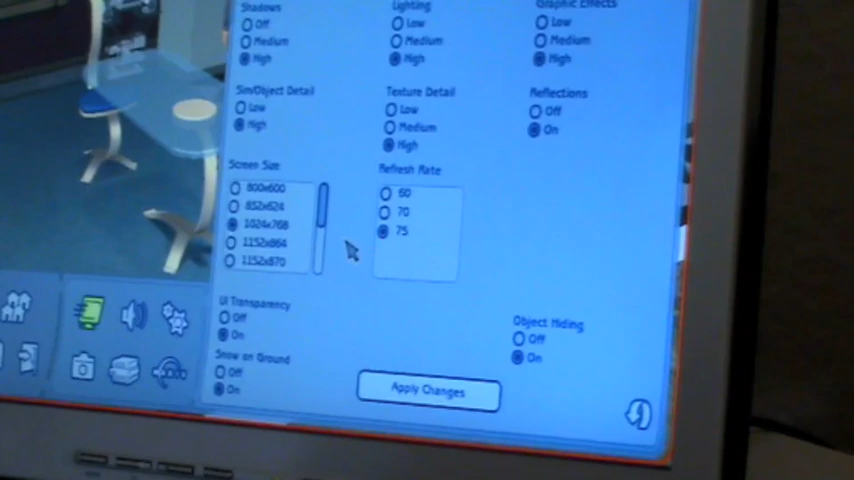 Shadows
Off
Medium
High
Lighting
Low
Medium
High
Graphic Effects
Low
Medium
High
Sim/Object Detail
Low
High
Texture Detail
Low
Medium
High
Reflections
Off
On
Screen Size
800x600
832x624
1024x768
1152x864
1152x870
Refresh Rate
60
70
75
UI Transparency
Off
On
Object Hiding
Off
On
Snow on Ground
Off
On
Apply Changes